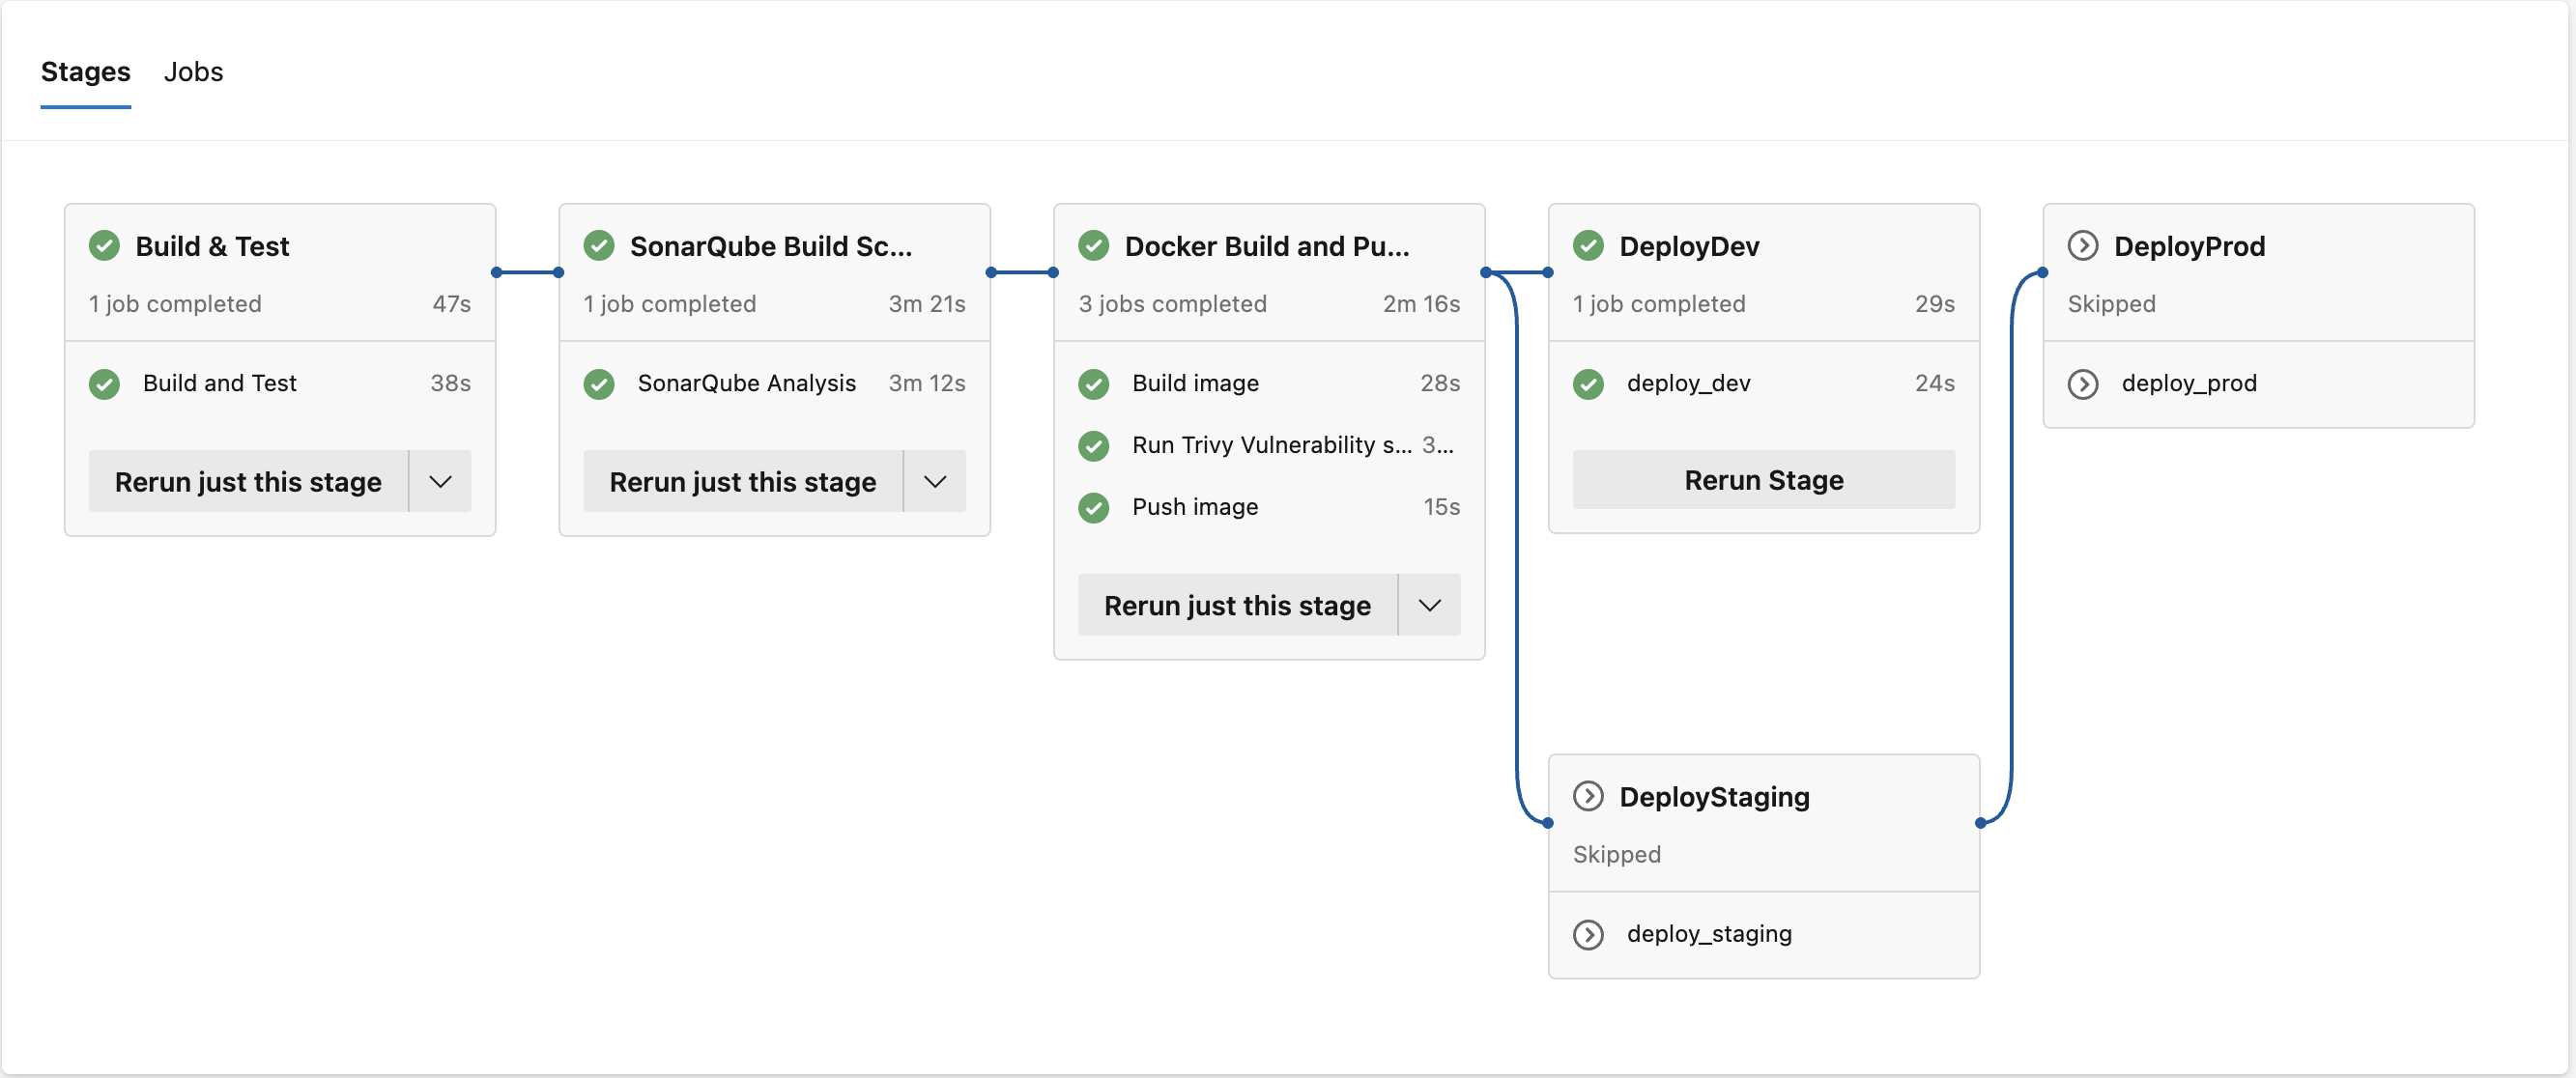 Stages Jobs
Build & Test
1 job completed 47s
Build and Test 38s
Rerun just this stage
SonarQube Build Sc...
1 job completed 3m 21s
SonarQube Analysis 3m 12s
Rerun just this stage
Docker Build and Pu...
3 jobs completed 2m 16s
Build image 28s
Run Trivy Vulnerability s... 3...
Push image 15s
Rerun just this stage
DeployDev
1 job completed 29s
deploy_dev 24s
Rerun Stage
DeployProd
Skipped
deploy_prod
DeployStaging
Skipped
deploy_staging